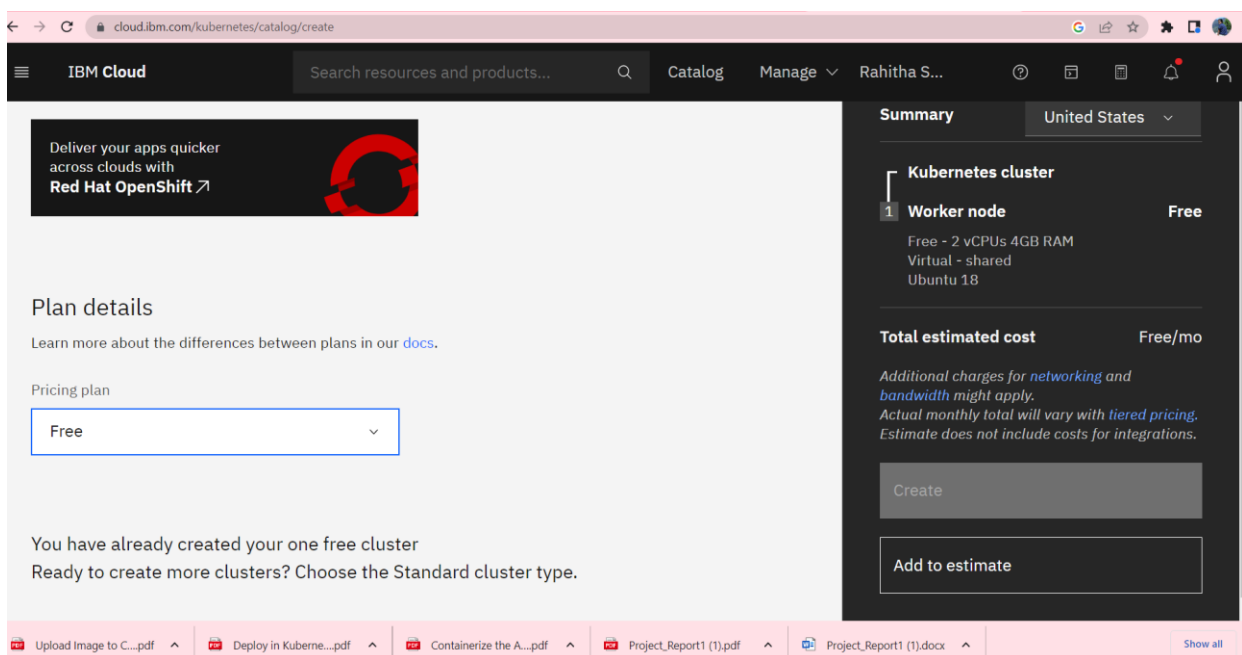 cloud.ibm.com/kubernetes/catalog/create
IBM Cloud
Search resources and products...
Catalog
Manage
Rahitha S...
Deliver your apps quicker
across clouds with
Red Hat OpenShift
Plan details
Learn more about the differences between plans in our docs.
Pricing plan
Free
You have already created your one free cluster
Ready to create more clusters? Choose the Standard cluster type.
Summary
United States
Kubernetes cluster
1 Worker node Free
Free - 2 vCPUs 4GB RAM
Virtual - shared
Ubuntu 18
Total estimated cost Free/mo
Additional charges for networking and
bandwidth might apply.
Actual monthly total will vary with tiered pricing.
Estimate does not include costs for integrations.
Create
Add to estimate
Upload Image to C....pdf
Deploy in Kuberne....pdf
Containerize the A....pdf
Project_Report1 (1).pdf
Project_Report1 (1).docx
Show all